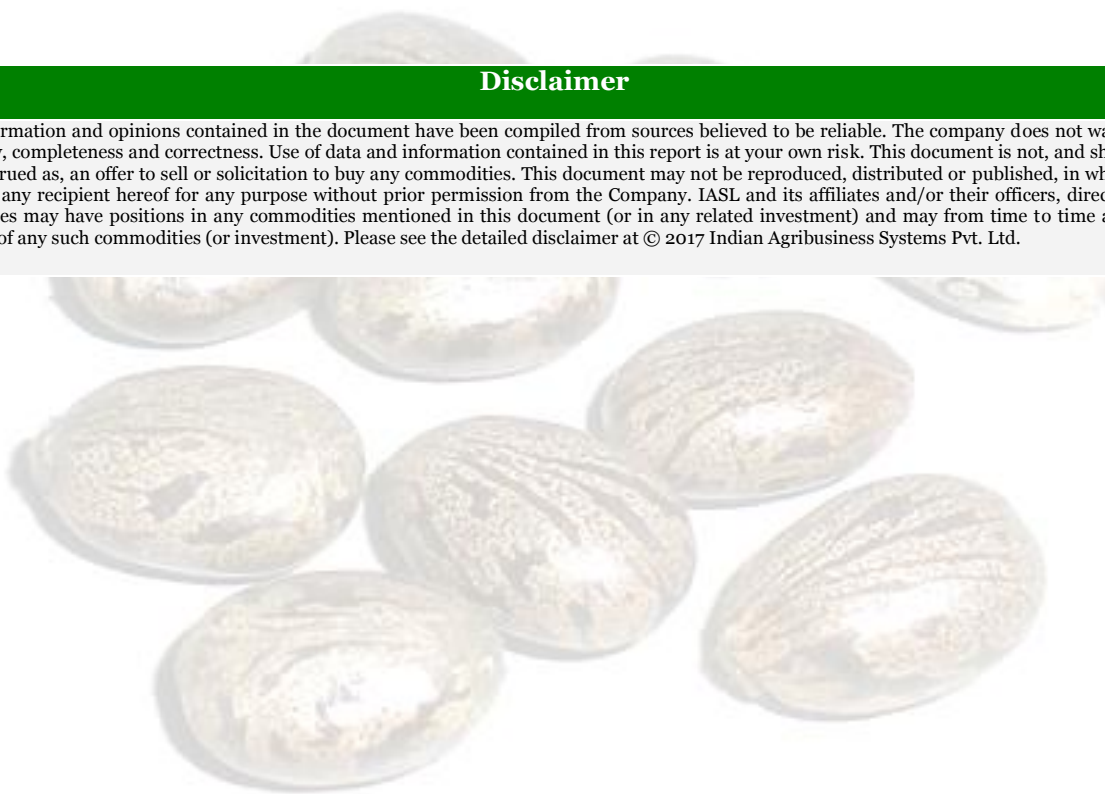 Disclaimer
rmation and opinions contained in the document have been compiled from sources believed to be reliable. The company does not wa
, completeness and correctness. Use of data and information contained in this report is at your own risk. This document is not, and sh
rued as, an offer to sell or solicitation to buy any commodities. This document may not be reproduced, distributed or published, in wh
any recipient hereof for any purpose without prior permission from the Company. IASL and its affiliates and/or their officers, direc
es may have positions in any commodities mentioned in this document (or in any related investment) and may from time to time a
of any such commodities (or investment). Please see the detailed disclaimer at © 2017 Indian Agribusiness Systems Pvt. Ltd.